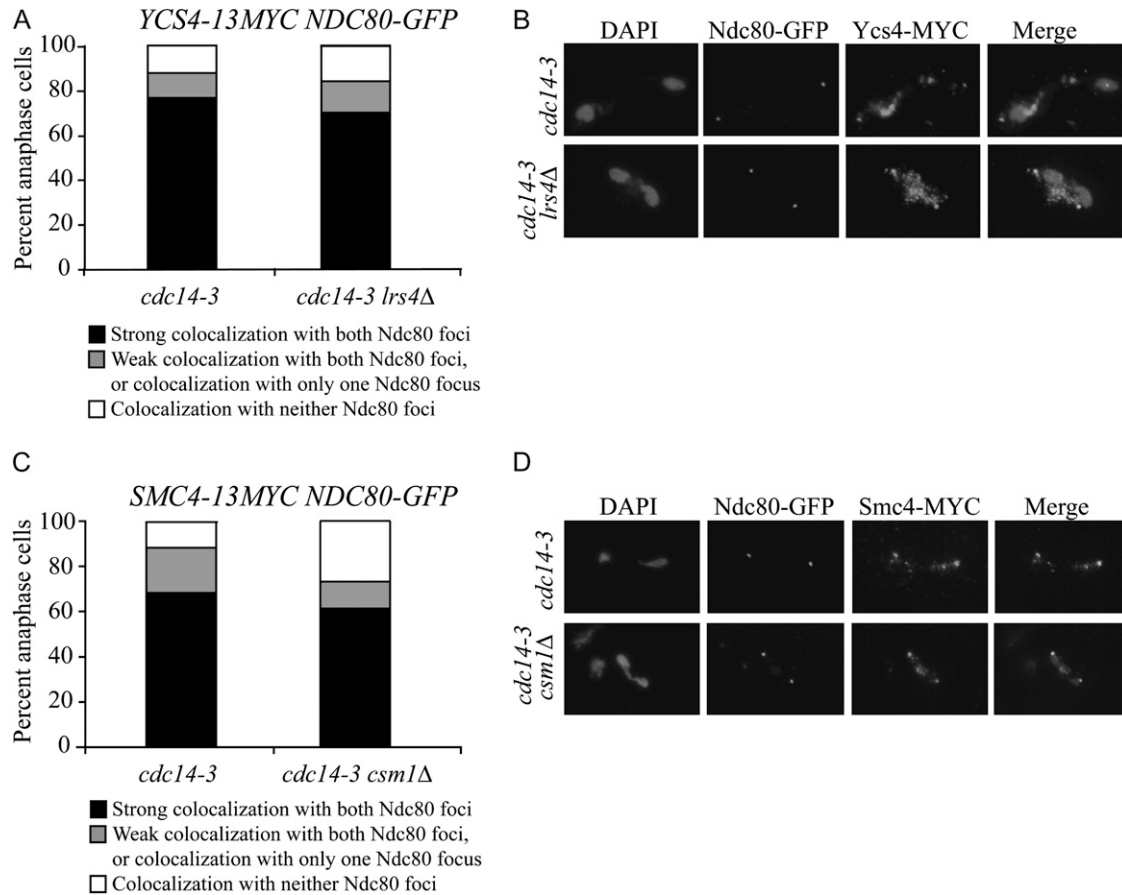 A
YCS4-13MYC NDC80-GFP
Percent anaphase cells
100
80
60
40
20
0
cdc14-3
cdc14-3 lrs4Δ
Strong colocalization with both Ndc80 foci
Weak colocalization with both Ndc80 foci,
or colocalization with only one Ndc80 focus
Colocalization with neither Ndc80 foci
B
DAPI
Ndc80-GFP
Ycs4-MYC
Merge
cdc14-3
cdc14-3
lrs4Δ
C
SMC4-13MYC NDC80-GFP
Percent anaphase cells
100
80
60
40
20
0
cdc14-3
cdc14-3 csm1Δ
Strong colocalization with both Ndc80 foci
Weak colocalization with both Ndc80 foci,
or colocalization with only one Ndc80 focus
Colocalization with neither Ndc80 foci
D
DAPI
Ndc80-GFP
Smc4-MYC
Merge
cdc14-3
cdc14-3
csm1Δ